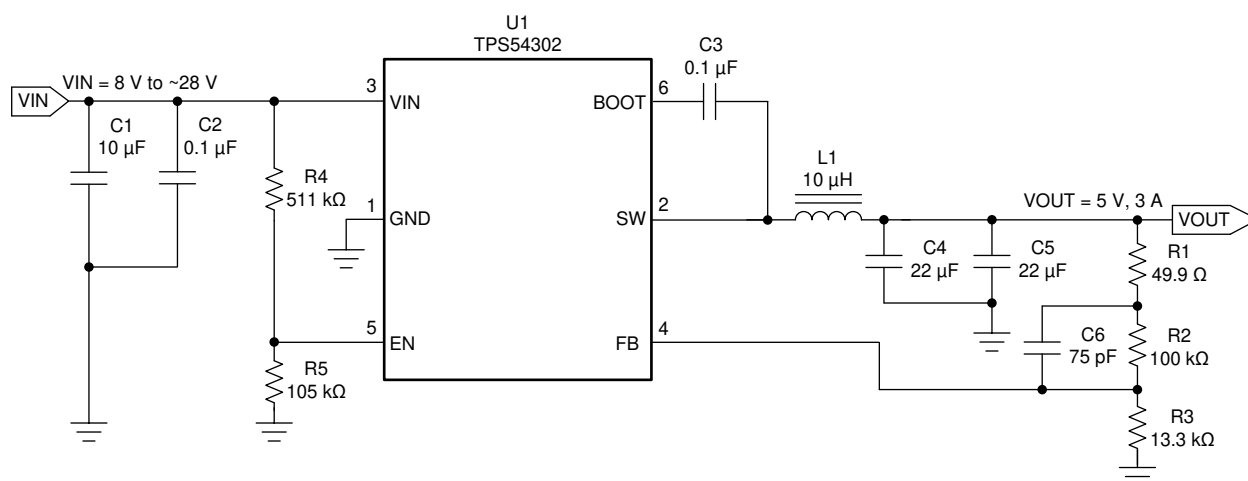 U1
TPS54302
VIN = 8 V to ~28 V
VIN
C1
10 µF
C2
0.1 µF
R4
511 kΩ
R5
105 kΩ
3
VIN
1
GND
5
EN
6
BOOT
2
SW
4
FB
C3
0.1 µF
L1
10 µH
VOUT = 5 V, 3 A
VOUT
C4
22 µF
C5
22 µF
R1
49.9 Ω
C6
75 pF
R2
100 kΩ
R3
13.3 kΩ